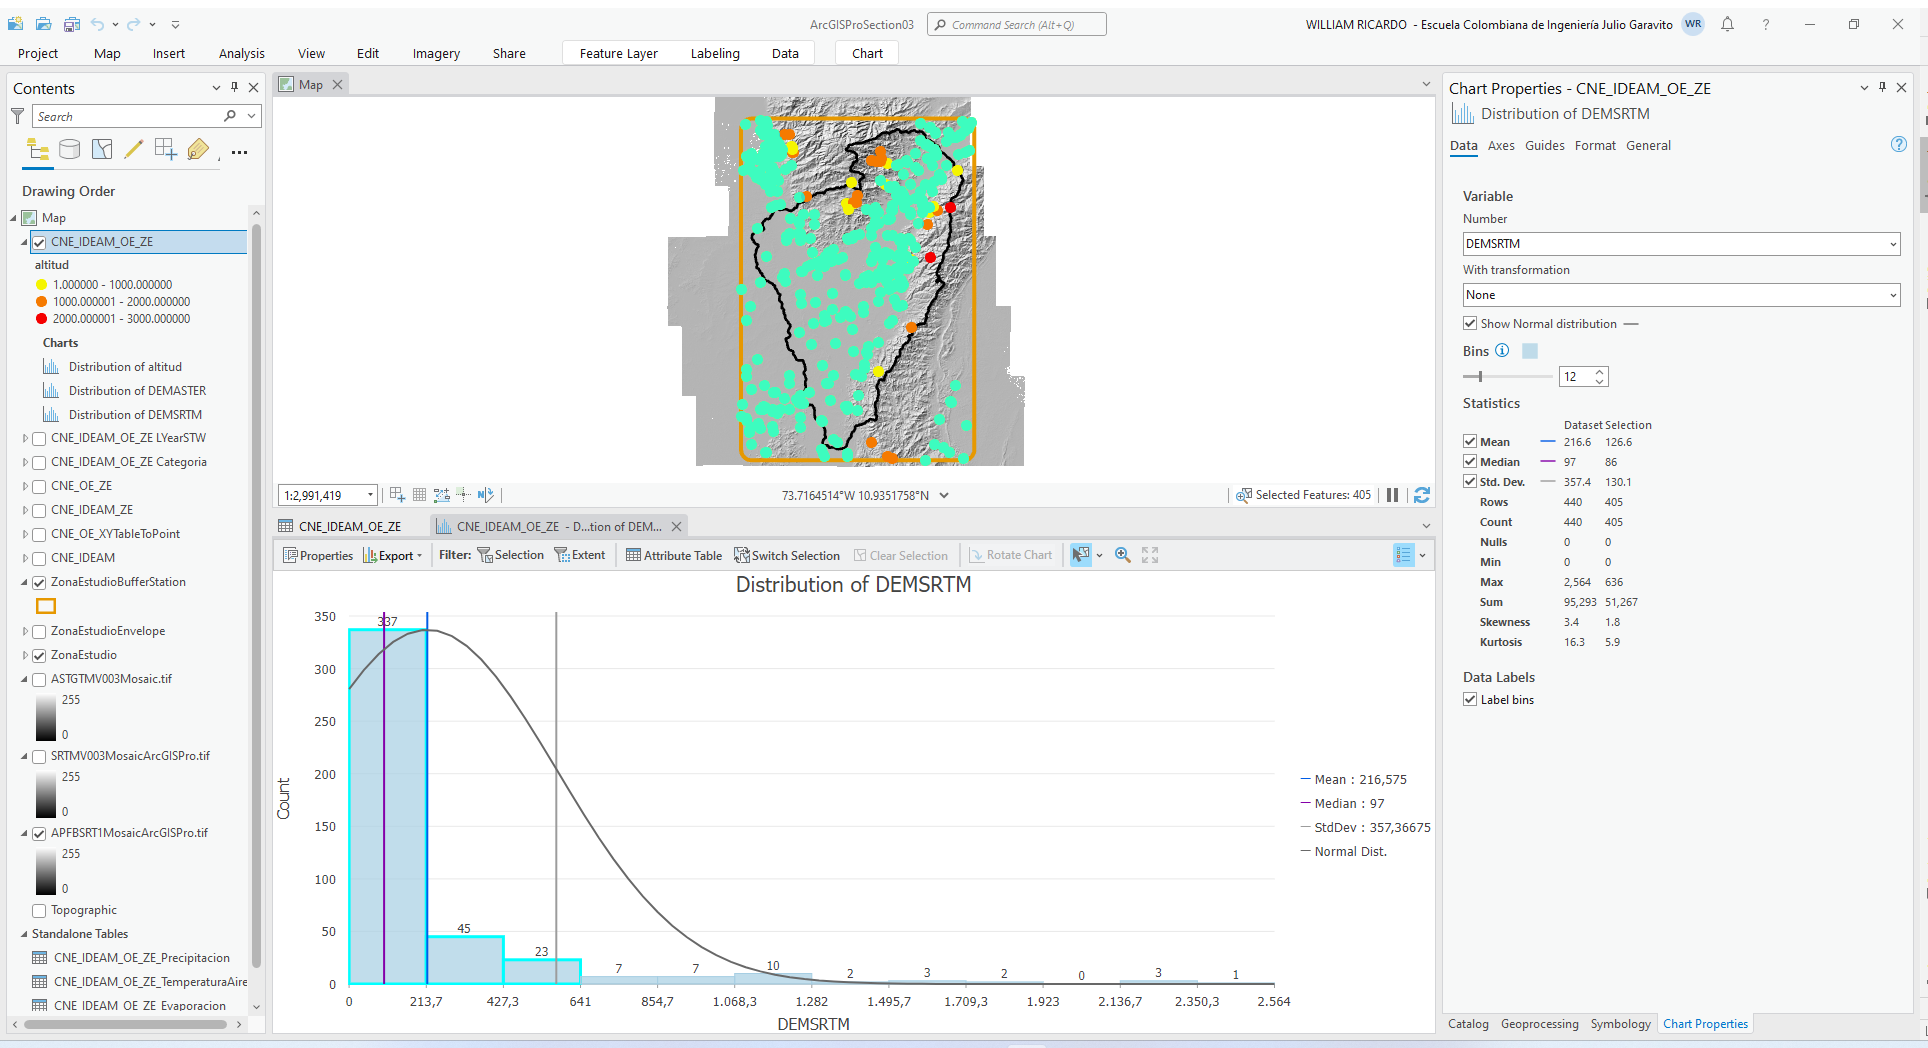 ArcGISProSection03
Command Search (Alt+Q)
WILLIAM RICARDO - Escuela Colombiana de Ingeniería Julio Garavito
WR
?
Project Map Insert Analysis View Edit Imagery Share Feature Layer Labeling Data Chart
Contents
Search
Drawing Order
Map
CNE_IDEAM_OE_ZE
altitud
1.000000 - 1000.000000
1000.000001 - 2000.000000
2000.000001 - 3000.000000
Charts
Distribution of altitud
Distribution of DEMASTER
Distribution of DEMSRTM
CNE_IDEAM_OE_ZE LYearSTW
CNE_IDEAM_OE_ZE Categoria
CNE_OE_ZE
CNE_IDEAM_ZE
CNE_OE_XYTableToPoint
CNE_IDEAM
ZonaEstudioBufferStation
ZonaEstudioEnvelope
ZonaEstudio
ASTGTMV003Mosaic.tif
255
0
SRTMV003MosaicArcGISPro.tif
255
0
APFBSRT1MosaicArcGISPro.tif
255
0
Topographic
Standalone Tables
CNE_IDEAM_OE_ZE_Precipitacion
CNE_IDEAM_OE_ZE_TemperaturaAire
CNE_IDEAM_OE_ZE_Evaporacion
Map
1:2,991,419
73.7164514°W 10.9351758°N
Selected Features: 405
CNE_IDEAM_OE_ZE
CNE_IDEAM_OE_ZE - D...tion of DEM...
Properties Export Filter: Selection Extent Attribute Table Switch Selection Clear Selection Rotate Chart
Distribution of DEMSRTM
350
300
250
200
150
100
50
0
Count
337
45
23
7
7
10
2
3
2
0
3
1
0 213,7 427,3 641 854,7 1.068,3 1.282 1.495,7 1.709,3 1.923 2.136,7 2.350,3 2.564
DEMSRTM
Mean : 216,575
Median : 97
StdDev : 357,36675
Normal Dist.
Chart Properties - CNE_IDEAM_OE_ZE
Distribution of DEMSRTM
Data Axes Guides Format General
?
Variable
Number
DEMSRTM
With transformation
None
Show Normal distribution
Bins
12
Statistics
Dataset Selection
Mean 216.6 126.6
Median 97 86
Std. Dev. 357.4 130.1
Rows 440 405
Count 440 405
Nulls 0 0
Min 0 0
Max 2,564 636
Sum 95,293 51,267
Skewness 3.4 1.8
Kurtosis 16.3 5.9
Data Labels
Label bins
Catalog Geoprocessing Symbology Chart Properties